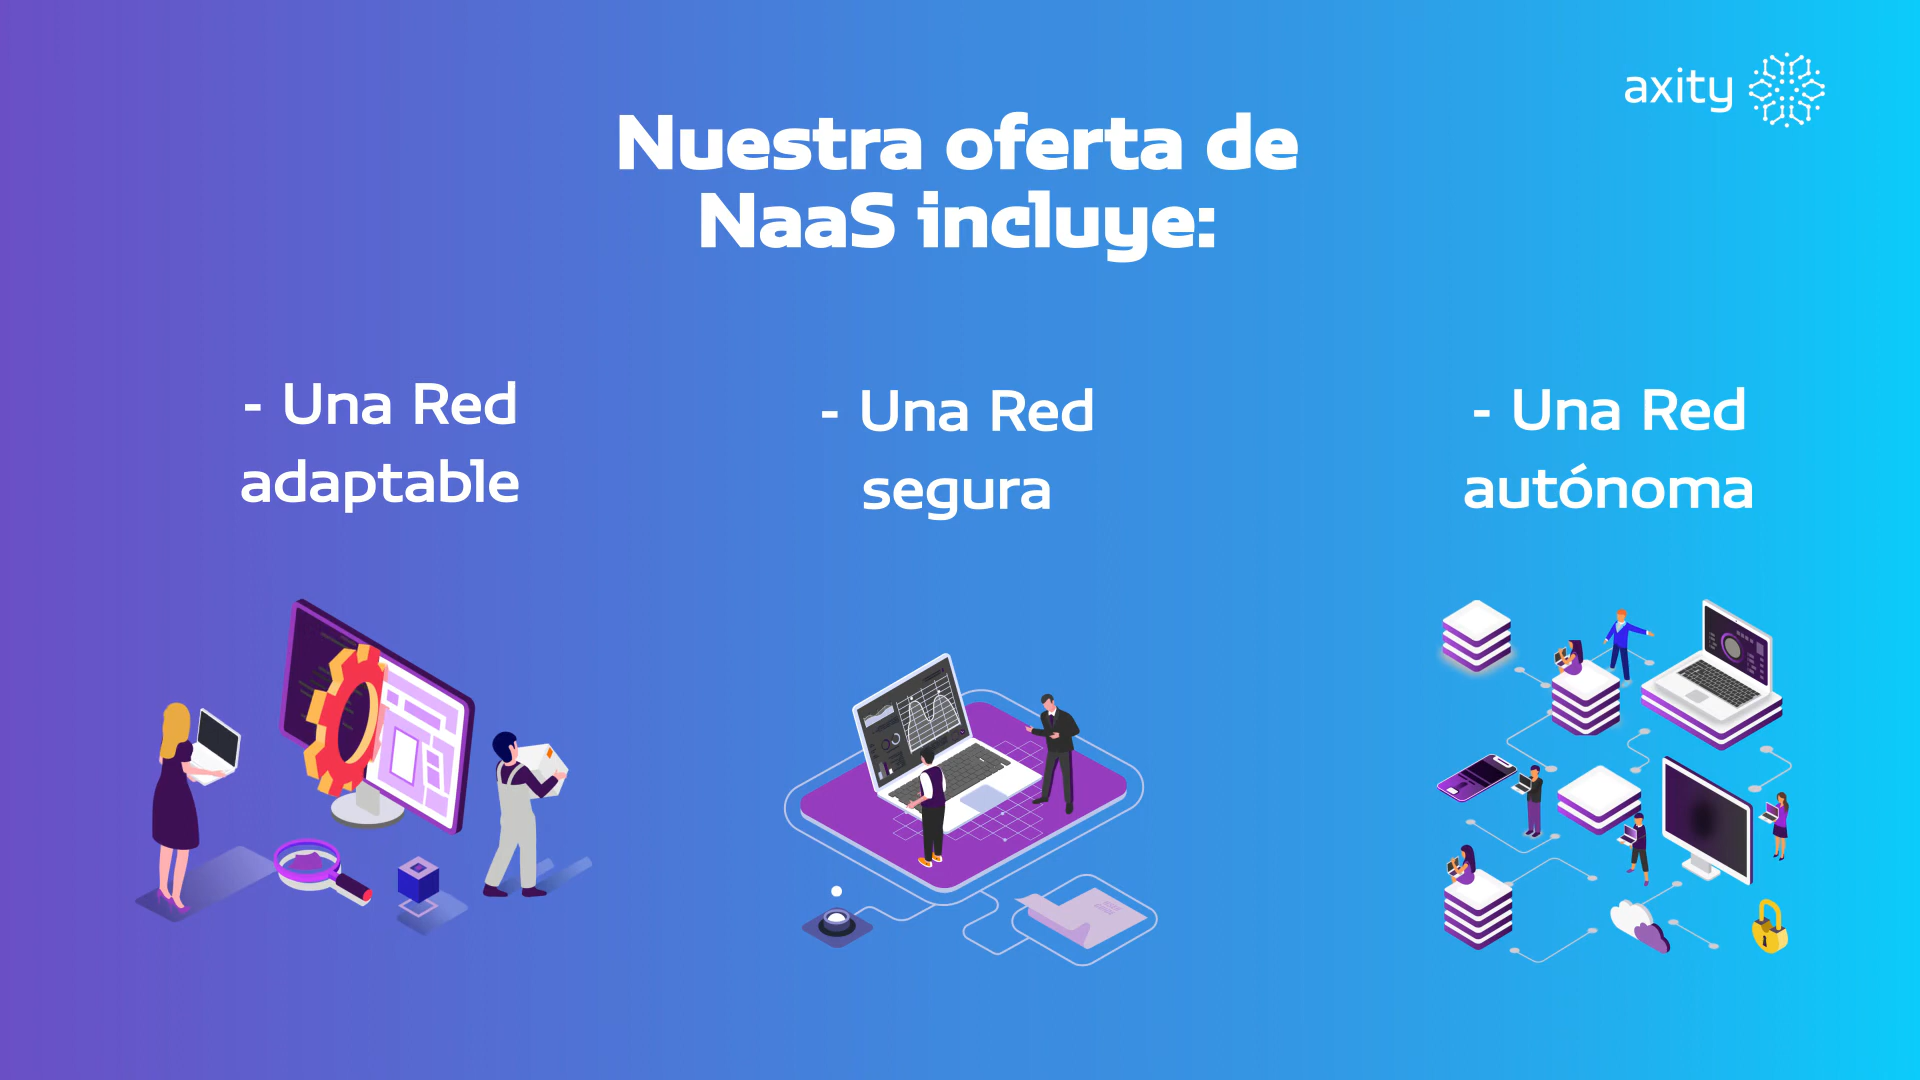 axity
Nuestra oferta de
NaaS incluye:
- Una Red
adaptable
- Una Red
segura
- Una Red
autónoma